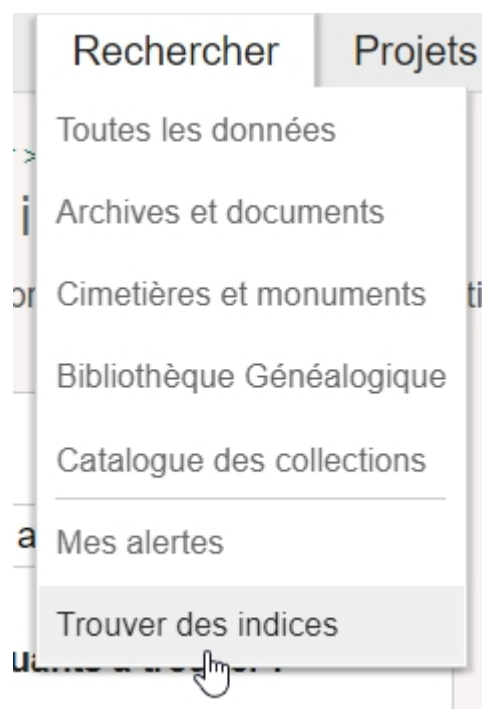 Rechercher Projets
Toutes les données
Archives et documents
Cimetières et monuments
Bibliothèque Généalogique
Catalogue des collections
Mes alertes
Trouver des indices